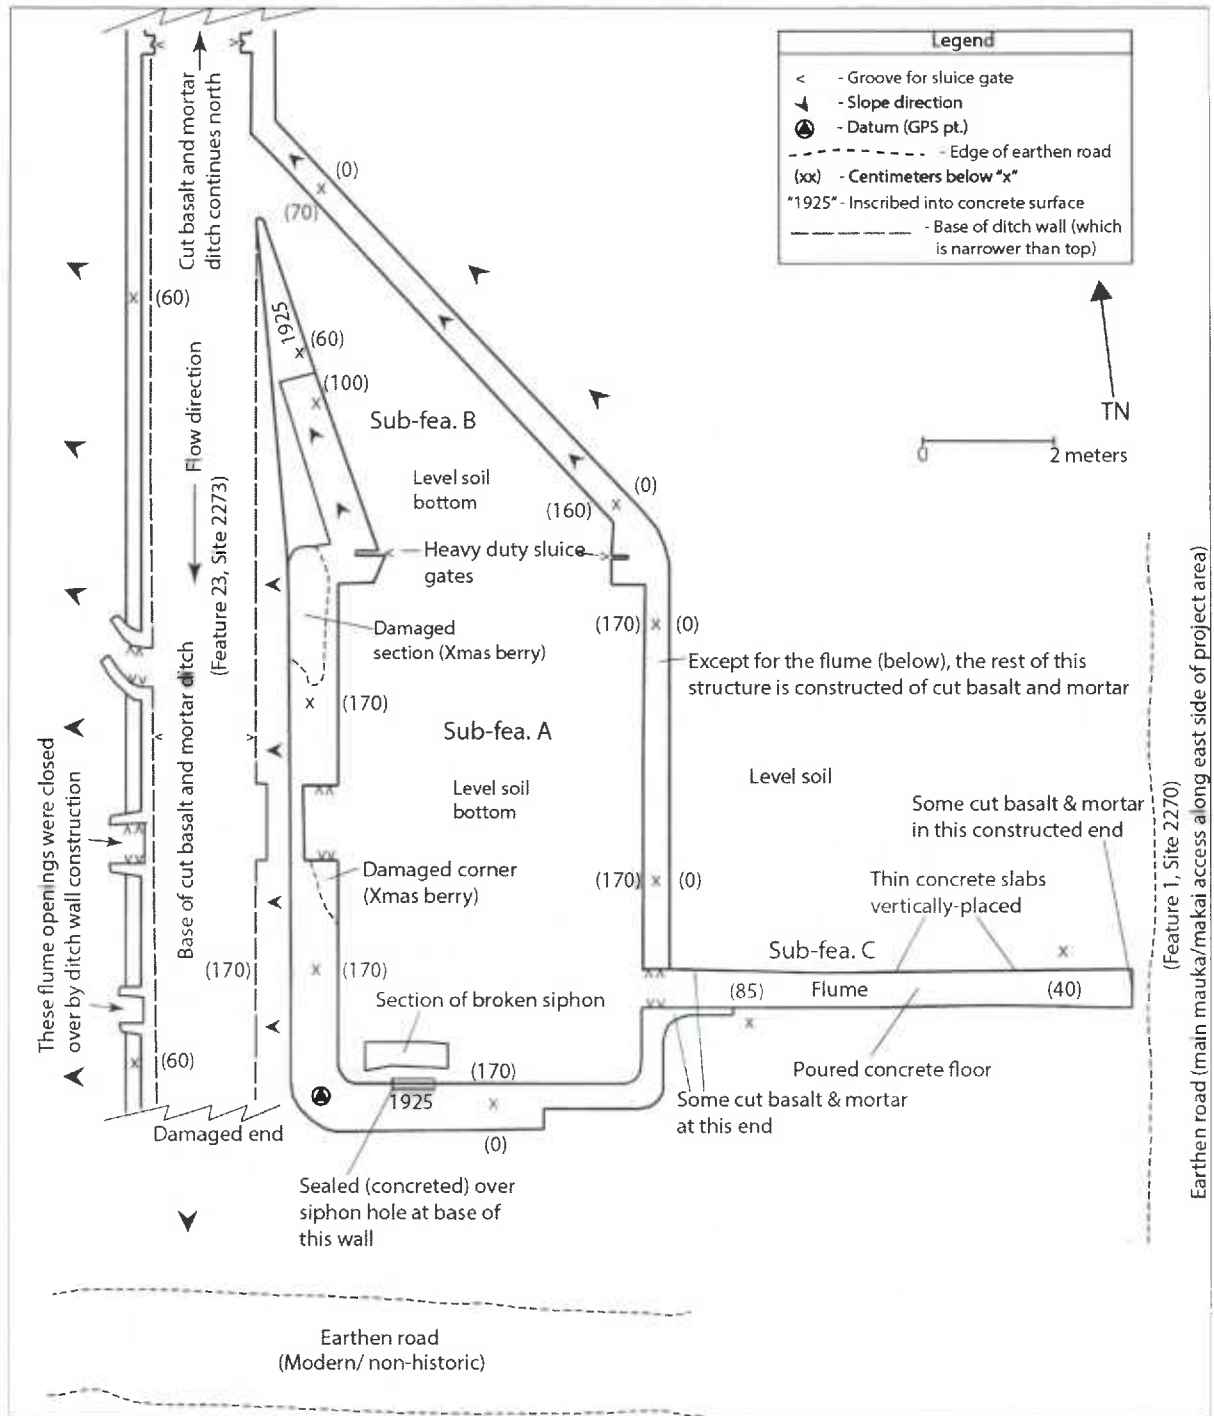 Legend
< - Groove for sluice gate
- Slope direction
- Datum (GPS pt.)
- Edge of earthen road
(xx) - Centimeters below "x"
"1925" - Inscribed into concrete surface
- Base of ditch wall (which
is narrower than top)
TN
0 2 meters
Cut basalt and mortar
ditch continues north
x (0)
(70)
x (60)
1925
x (60)
(100)
x
Flow direction
(Feature 23, Site 2273)
Sub-fea. B
Level soil
bottom
(0)
(160) x
Heavy duty sluice
gates
Damaged
section (Xmas berry)
(170) x (0)
Except for the flume (below), the rest of this
structure is constructed of cut basalt and mortar
x (170)
Sub-fea. A
Level soil
bottom
Level soil
Base of cut basalt and mortar ditch
These flume openings were closed
over by ditch wall construction
Some cut basalt & mortar
in this constructed end
Damaged corner
(Xmas berry)
(170) x (0)
Thin concrete slabs
vertically-placed
Sub-fea. C x
(170)
x (170)
(85) Flume (40)
x
Section of broken siphon
Poured concrete floor
x (60)
(170)
1925 x
Some cut basalt & mortar
at this end
Damaged end
(0)
Sealed (concreted) over
siphon hole at base of
this wall
(Feature 1, Site 2270)
Earthen road (main mauka/makai access along east side of project area)
Earthen road
(Modern/ non-historic)